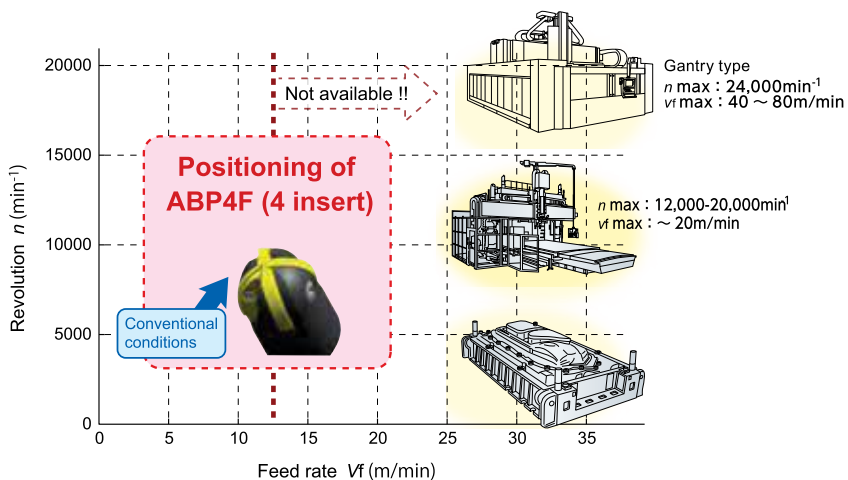 20000
15000
10000
5000
0
Revolution n (min-¹)
0 5 10 15 20 25 30 35
Feed rate Vf (m/min)
Not available !!
Positioning of
ABP4F (4 insert)
Conventional
conditions
Gantry type
n max：24,000min-¹
Vf max：40 ～ 80m/min
n max：12,000-20,000min¹
Vf max：～ 20m/min